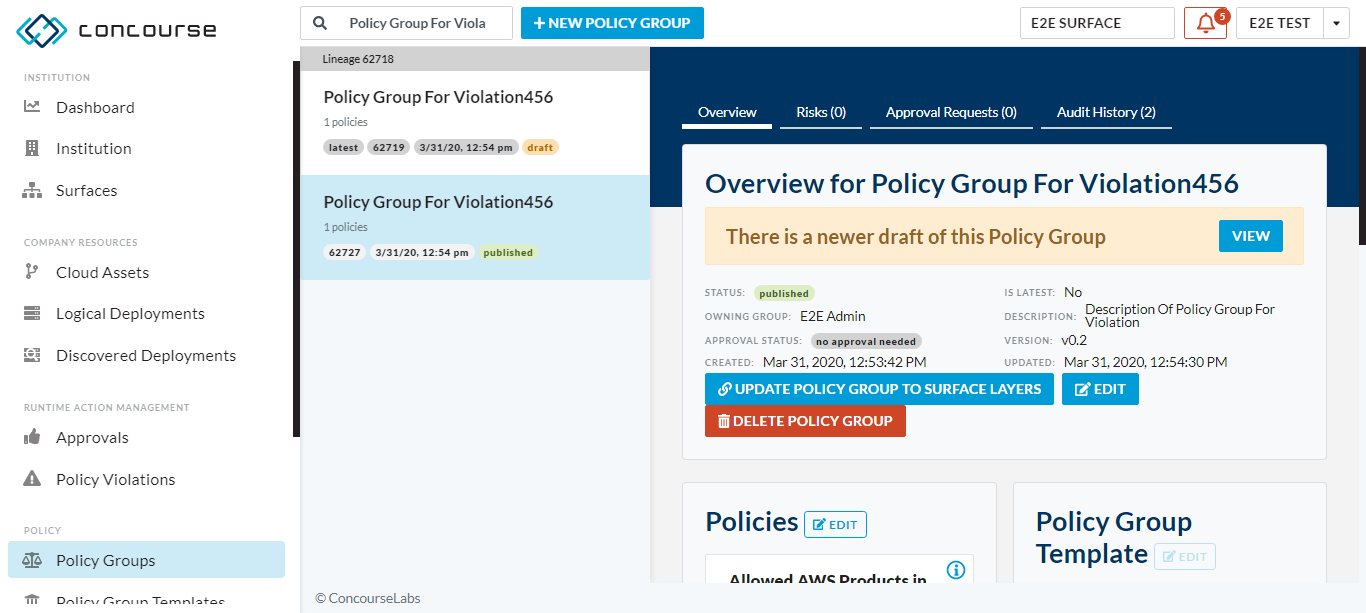 concourse
Policy Group For Viola
NEW POLICY GROUP
E2E SURFACE
5
E2E TEST
INSTITUTION
Dashboard
Institution
Surfaces
COMPANY RESOURCES
Cloud Assets
Logical Deployments
Discovered Deployments
RUNTIME ACTION MANAGEMENT
Approvals
Policy Violations
POLICY
Policy Groups
Policy Group Templates
Lineage 62718
Policy Group For Violation456
1 policies
latest 62719 3/31/20, 12:54 pm draft
Policy Group For Violation456
1 policies
62727 3/31/20, 12:54 pm published
Overview Risks (0) Approval Requests (0) Audit History (2)
Overview for Policy Group For Violation456
There is a newer draft of this Policy Group VIEW
STATUS: published
OWNING GROUP: E2E Admin
APPROVAL STATUS: no approval needed
CREATED: Mar 31, 2020, 12:53:42 PM
IS LATEST: No
DESCRIPTION: Description Of Policy Group For
Violation
VERSION: v0.2
UPDATED: Mar 31, 2020, 12:54:30 PM
UPDATE POLICY GROUP TO SURFACE LAYERS EDIT
DELETE POLICY GROUP
Policies EDIT
Allowed AWS Products in
Policy Group
Template EDIT
© ConcourseLabs